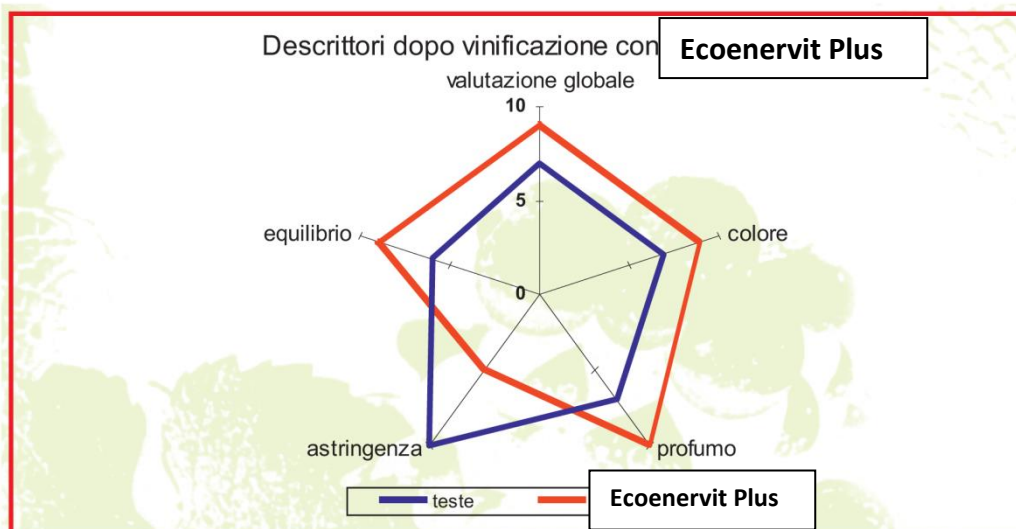 Descrittori dopo vinificazione con Ecoenervit Plus
valutazione globale
10
5
equilibrio
colore
0
astringenza
profumo
teste
Ecoenervit Plus